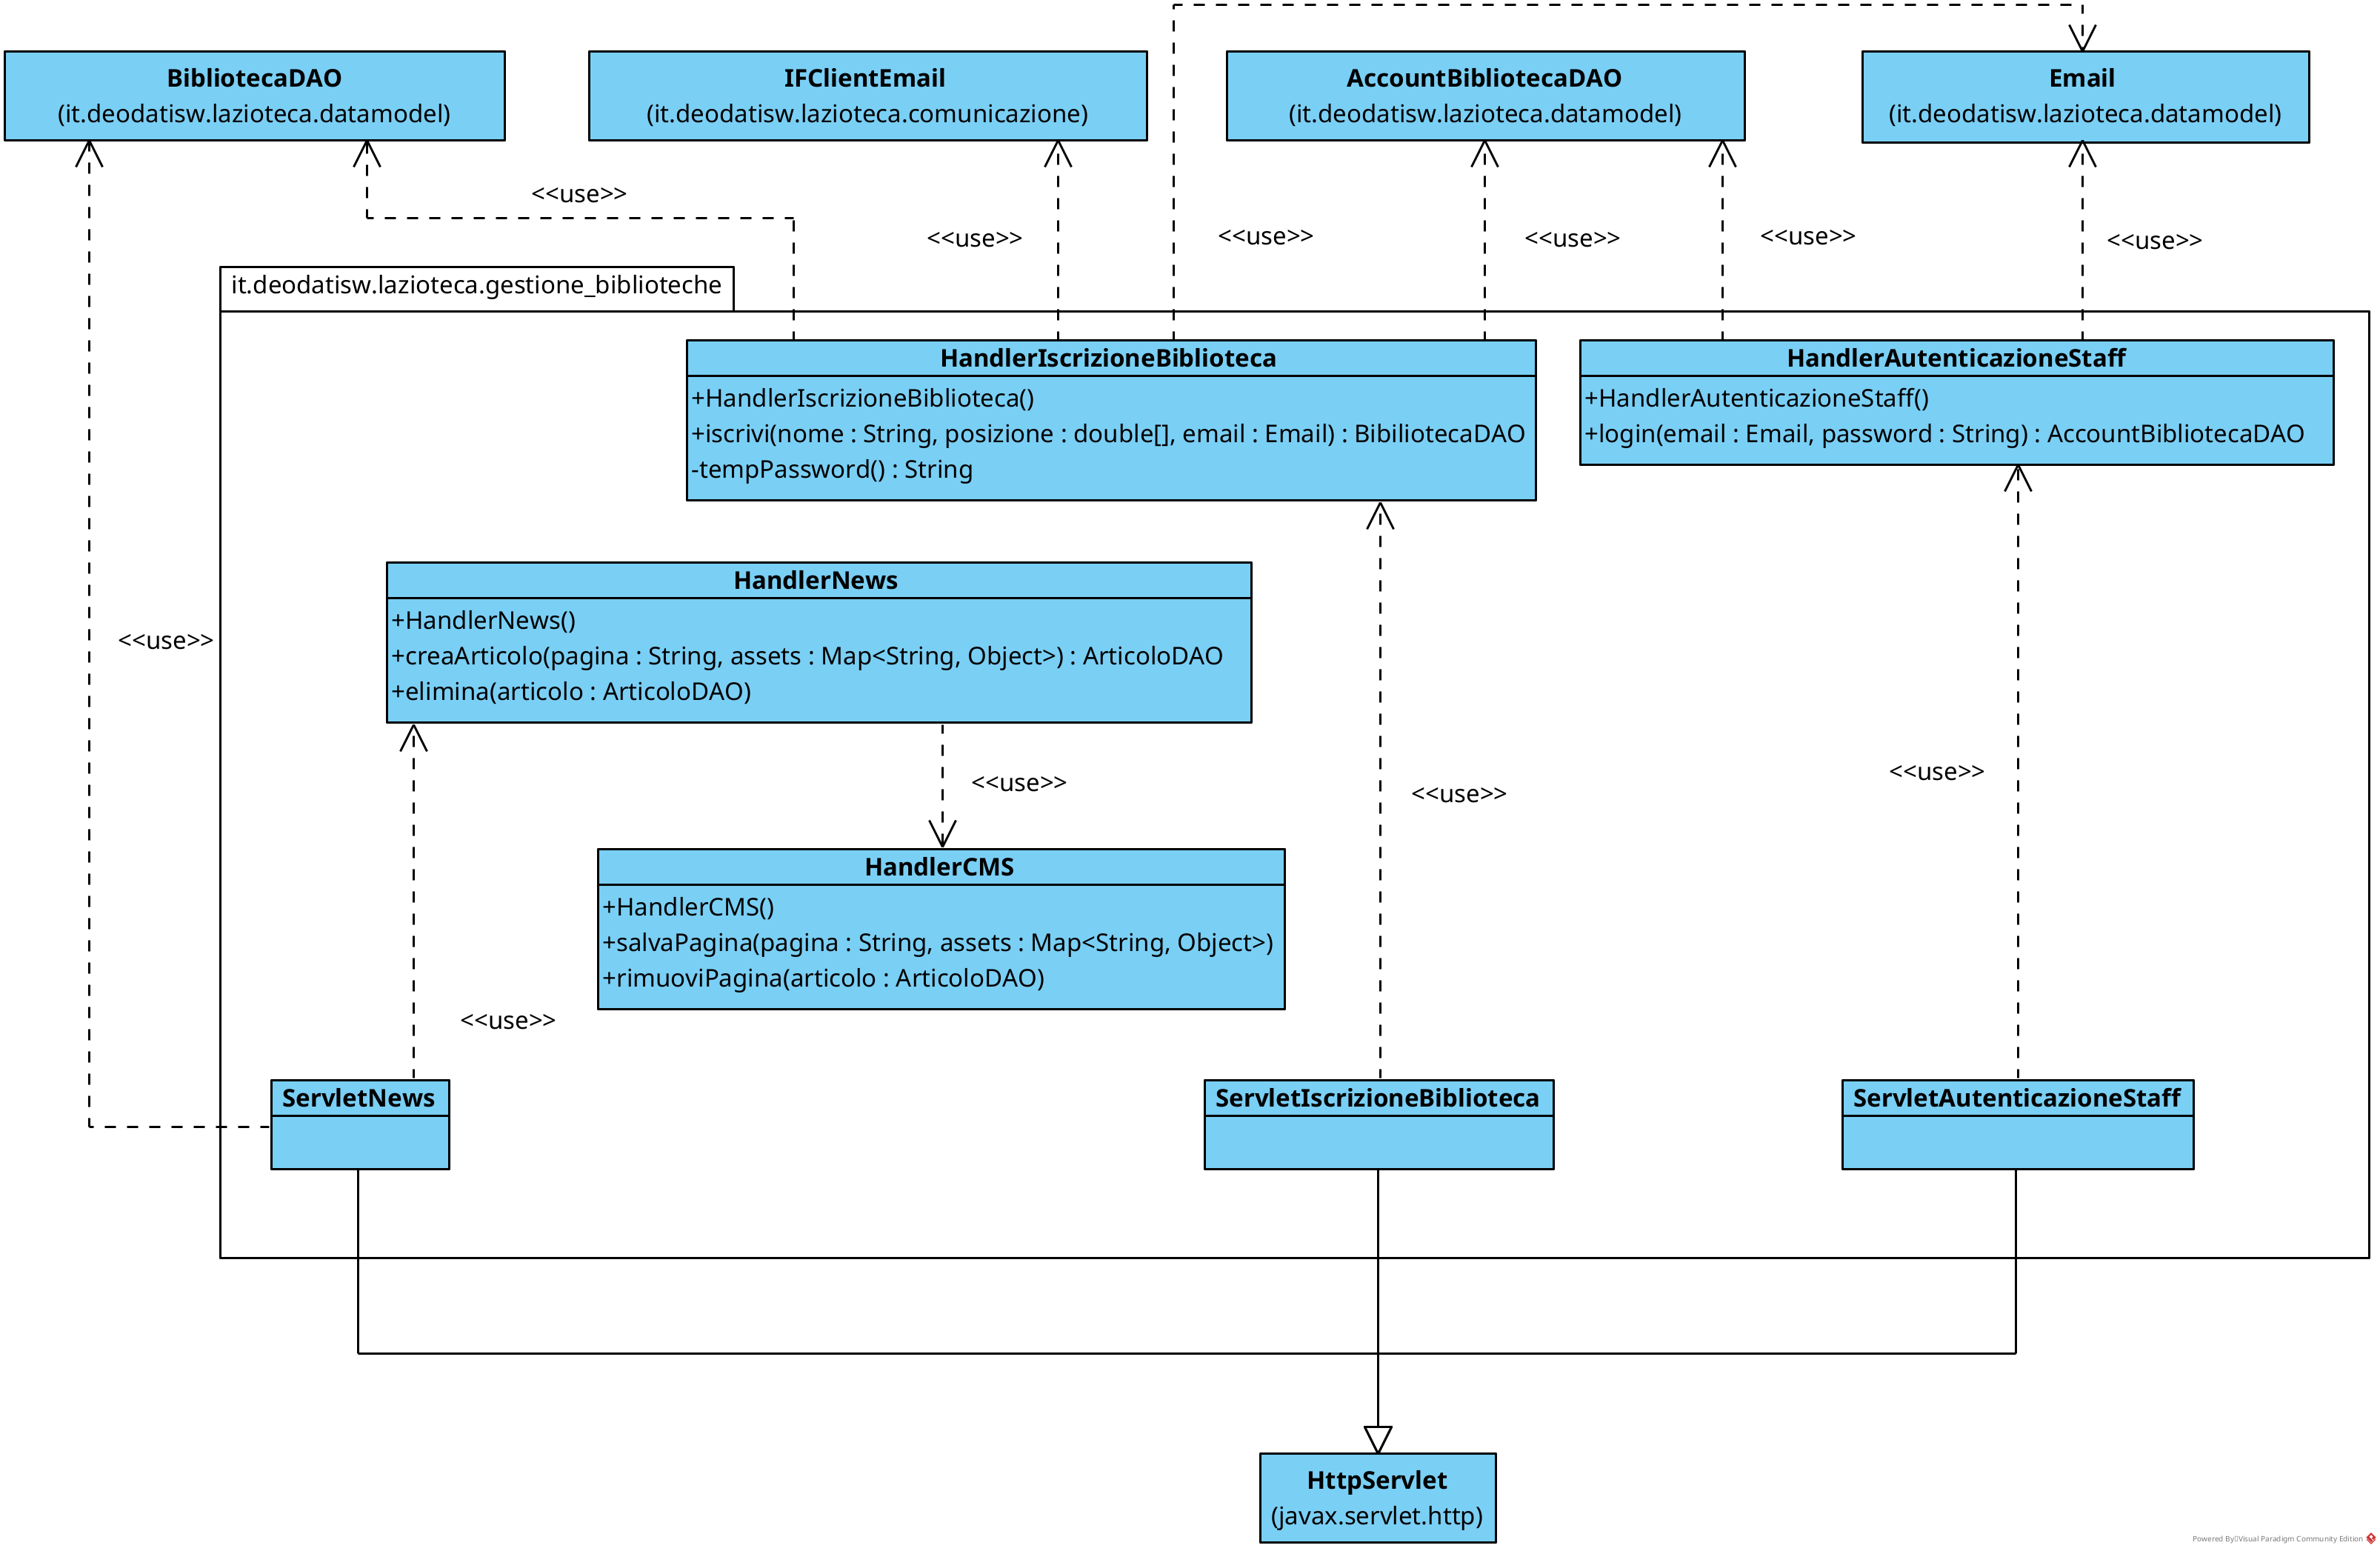 BibliotecaDAO
(it.deodatisw.lazioteca.datamodel)
IFClientEmail
(it.deodatisw.lazioteca.comunicazione)
AccountBibliotecaDAO
(it.deodatisw.lazioteca.datamodel)
Email
(it.deodatisw.lazioteca.datamodel)
<<use>>
<<use>>
<<use>>
<<use>>
<<use>>
<<use>>
it.deodatisw.lazioteca.gestione_biblioteche
HandlerIscrizioneBiblioteca
+HandlerIscrizioneBiblioteca()
+iscrivi(nome : String, posizione : double[], email : Email) : BibiliotecaDAO
-tempPassword() : String
HandlerAutenticazioneStaff
+HandlerAutenticazioneStaff()
+login(email : Email, password : String) : AccountBibliotecaDAO
HandlerNews
+HandlerNews()
+creaArticolo(pagina : String, assets : Map<String, Object>) : ArticoloDAO
+elimina(articolo : ArticoloDAO)
<<use>>
<<use>>
<<use>>
<<use>>
HandlerCMS
+HandlerCMS()
+salvaPagina(pagina : String, assets : Map<String, Object>)
+rimuoviPagina(articolo : ArticoloDAO)
<<use>>
ServletNews
ServletIscrizioneBiblioteca
ServletAutenticazioneStaff
HttpServlet
(javax.servlet.http)
Powered By Visual Paradigm Community Edition